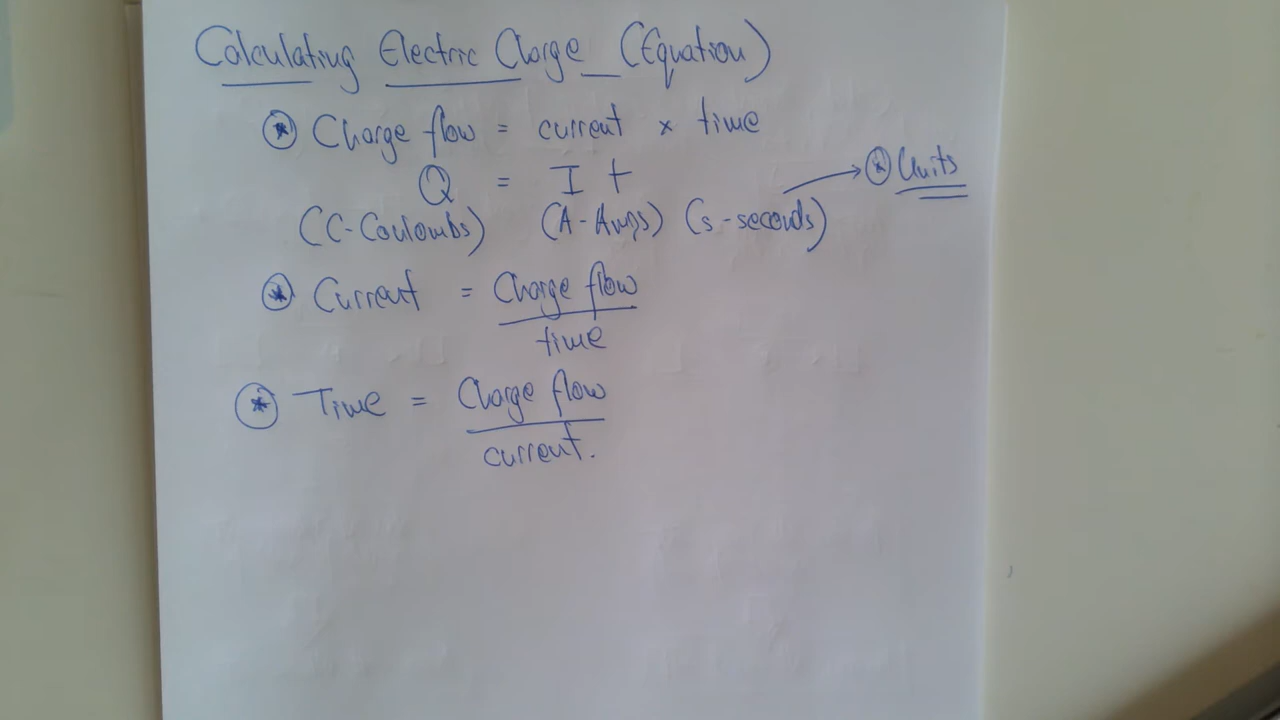 Calculating Electric Charge (Equation)
* Charge flow = current × time
Q = I t
* Units
(C-Coulombs) (A-Amps) (s-seconds)
* Current = Charge flow
time
* Time = Charge flow
current.